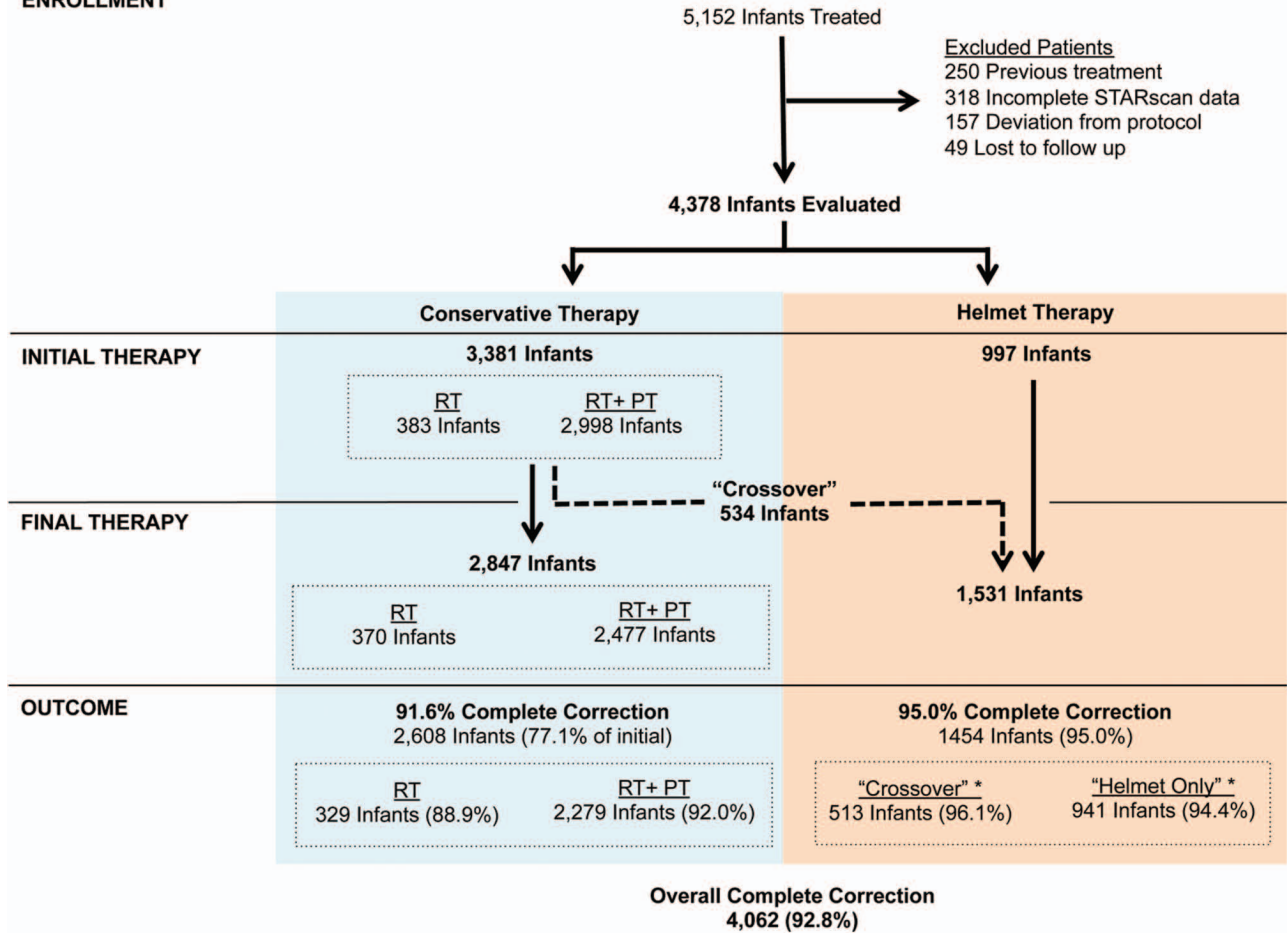 ENROLLMENT
5,152 Infants Treated
Excluded Patients
250 Previous treatment
318 Incomplete STARscan data
157 Deviation from protocol
49 Lost to follow up
4,378 Infants Evaluated
Conservative Therapy
Helmet Therapy
INITIAL THERAPY
3,381 Infants
997 Infants
RT
383 Infants
RT+ PT
2,998 Infants
“Crossover”
534 Infants
FINAL THERAPY
2,847 Infants
1,531 Infants
RT
370 Infants
RT+ PT
2,477 Infants
OUTCOME
91.6% Complete Correction
2,608 Infants (77.1% of initial)
95.0% Complete Correction
1454 Infants (95.0%)
RT
329 Infants (88.9%)
RT+ PT
2,279 Infants (92.0%)
“Crossover” *
513 Infants (96.1%)
“Helmet Only” *
941 Infants (94.4%)
Overall Complete Correction
4,062 (92.8%)